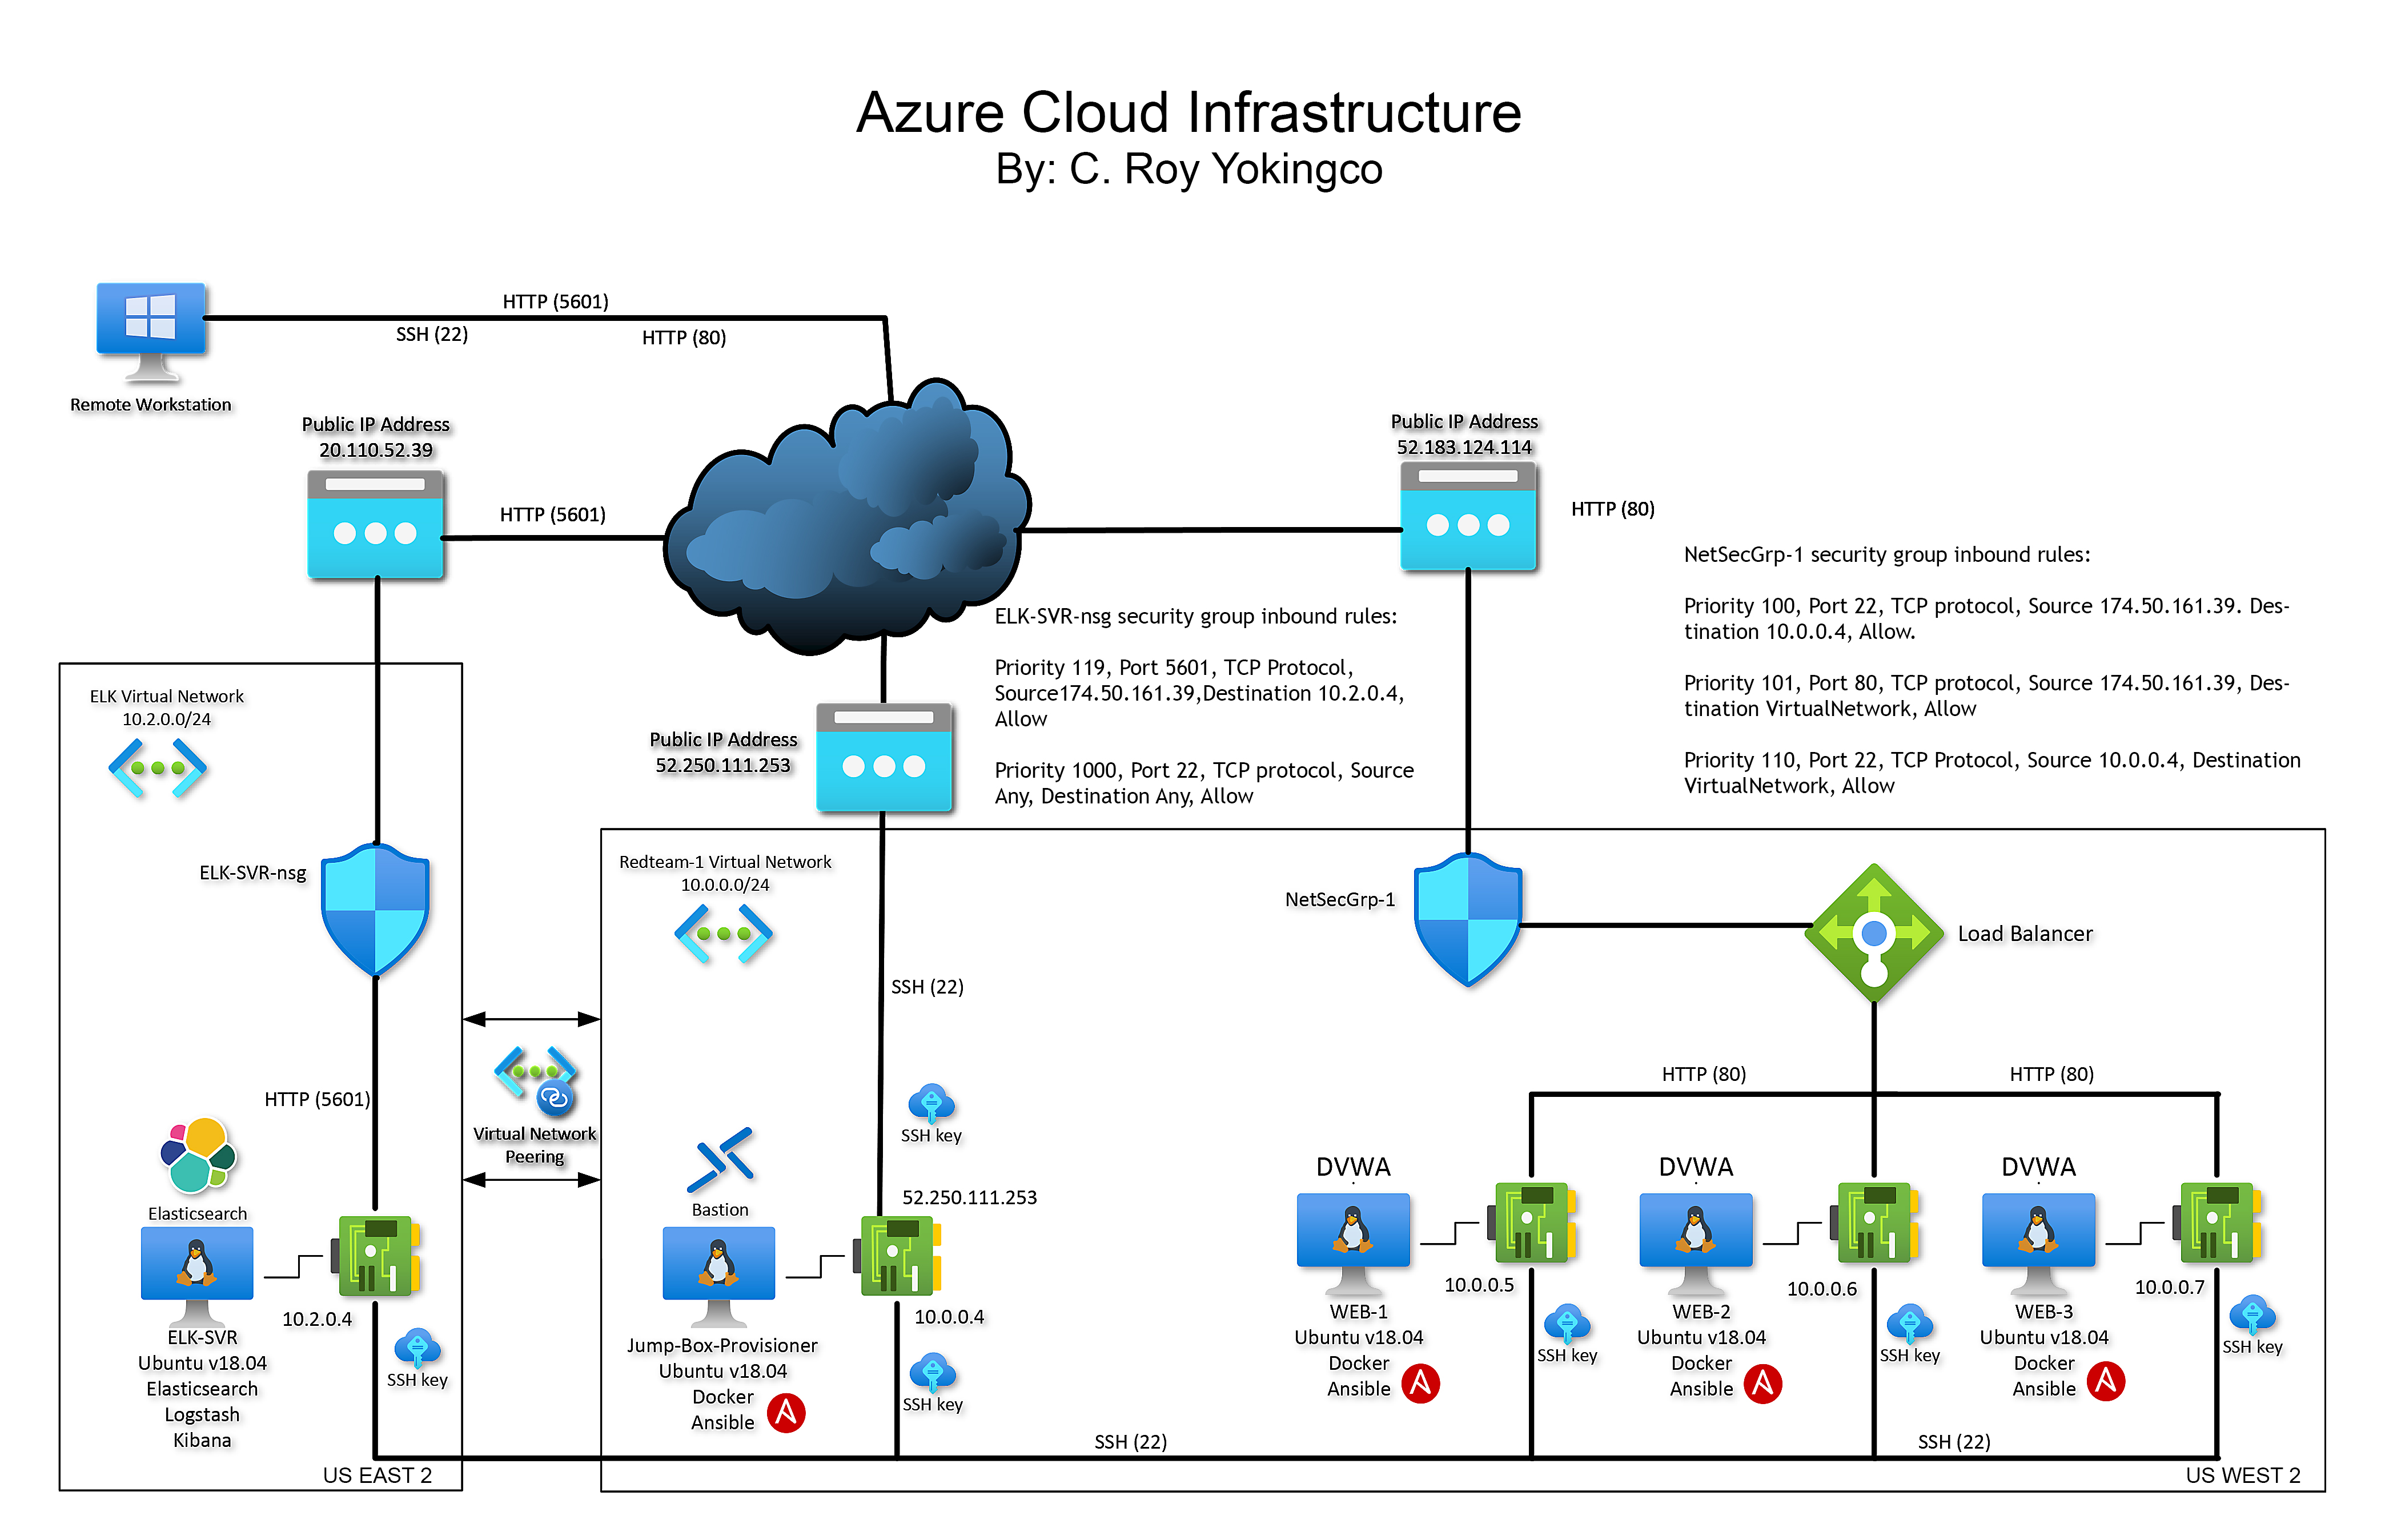 Azure Cloud Infrastructure
By: C. Roy Yokingco
HTTP (5601)
SSH (22)
HTTP (80)
Remote Workstation
Public IP Address
20.110.52.39
HTTP (5601)
Public IP Address
52.183.124.114
HTTP (80)
NetSecGrp-1 security group inbound rules:
Priority 100, Port 22, TCP protocol, Source 174.50.161.39. Des-
tination 10.0.0.4, Allow.
Priority 101, Port 80, TCP protocol, Source 174.50.161.39, Des-
tination VirtualNetwork, Allow
Priority 110, Port 22, TCP Protocol, Source 10.0.0.4, Destination
VirtualNetwork, Allow
ELK-SVR-nsg security group inbound rules:
Priority 119, Port 5601, TCP Protocol,
Source174.50.161.39,Destination 10.2.0.4,
Allow
Priority 1000, Port 22, TCP protocol, Source
Any, Destination Any, Allow
Public IP Address
52.250.111.253
ELK Virtual Network
10.2.0.0/24
ELK-SVR-nsg
HTTP (5601)
Elasticsearch
10.2.0.4
ELK-SVR
Ubuntu v18.04
Elasticsearch
Logstash
Kibana
SSH key
US EAST 2
Virtual Network
Peering
Redteam-1 Virtual Network
10.0.0.0/24
SSH (22)
SSH key
Bastion
52.250.111.253
10.0.0.4
Jump-Box-Provisioner
Ubuntu v18.04
Docker
Ansible
SSH key
NetSecGrp-1
Load Balancer
HTTP (80)
HTTP (80)
DVWA
10.0.0.5
WEB-1
Ubuntu v18.04
Docker
Ansible
SSH key
DVWA
10.0.0.6
WEB-2
Ubuntu v18.04
Docker
Ansible
SSH key
DVWA
10.0.0.7
WEB-3
Ubuntu v18.04
Docker
Ansible
SSH key
SSH (22)
SSH (22)
US WEST 2